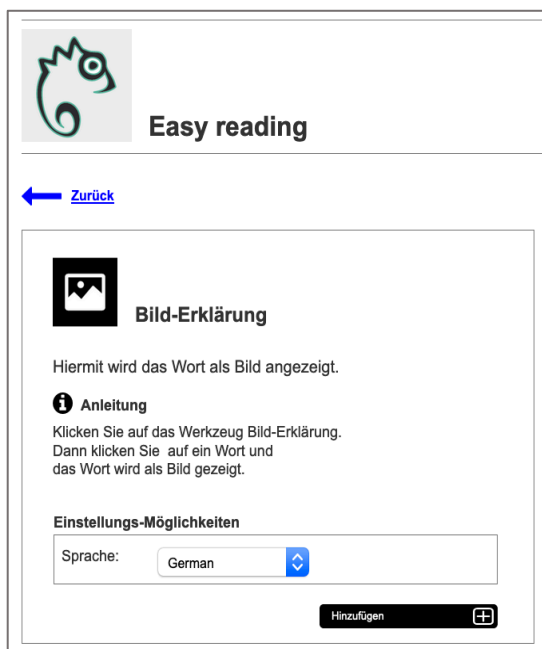 Easy reading
Zurück
Bild-Erklärung
Hiermit wird das Wort als Bild angezeigt.
Anleitung
Klicken Sie auf das Werkzeug Bild-Erklärung.
Dann klicken Sie  auf ein Wort und
das Wort wird als Bild gezeigt.
Einstellungs-Möglichkeiten
Sprache: German
Hinzufügen